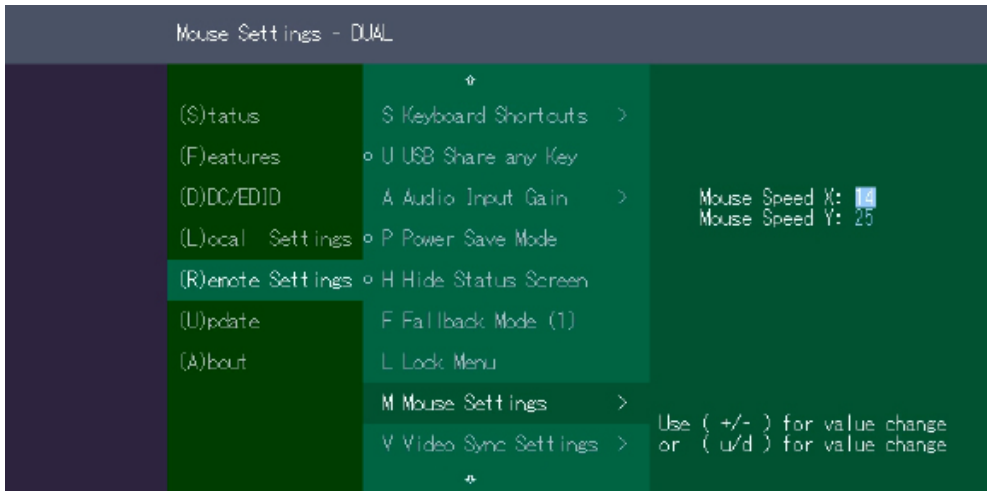 Mouse Settings - DUAL
(S)tatus
(F)eatures
(D)DC/EDID
(L)ocal Settings
(R)emote Settings
(U)pdate
(A)bout
S Keyboard Shortcuts >
U USB Share any Key
A Audio Input Gain >
P Power Save Mode
H Hide Status Screen
F Fallback Mode (1)
L Lock Menu
M Mouse Settings >
V Video Sync Settings >
Mouse Speed X: 14
Mouse Speed Y: 25
Use ( +/- ) for value change
or ( u/d ) for value change